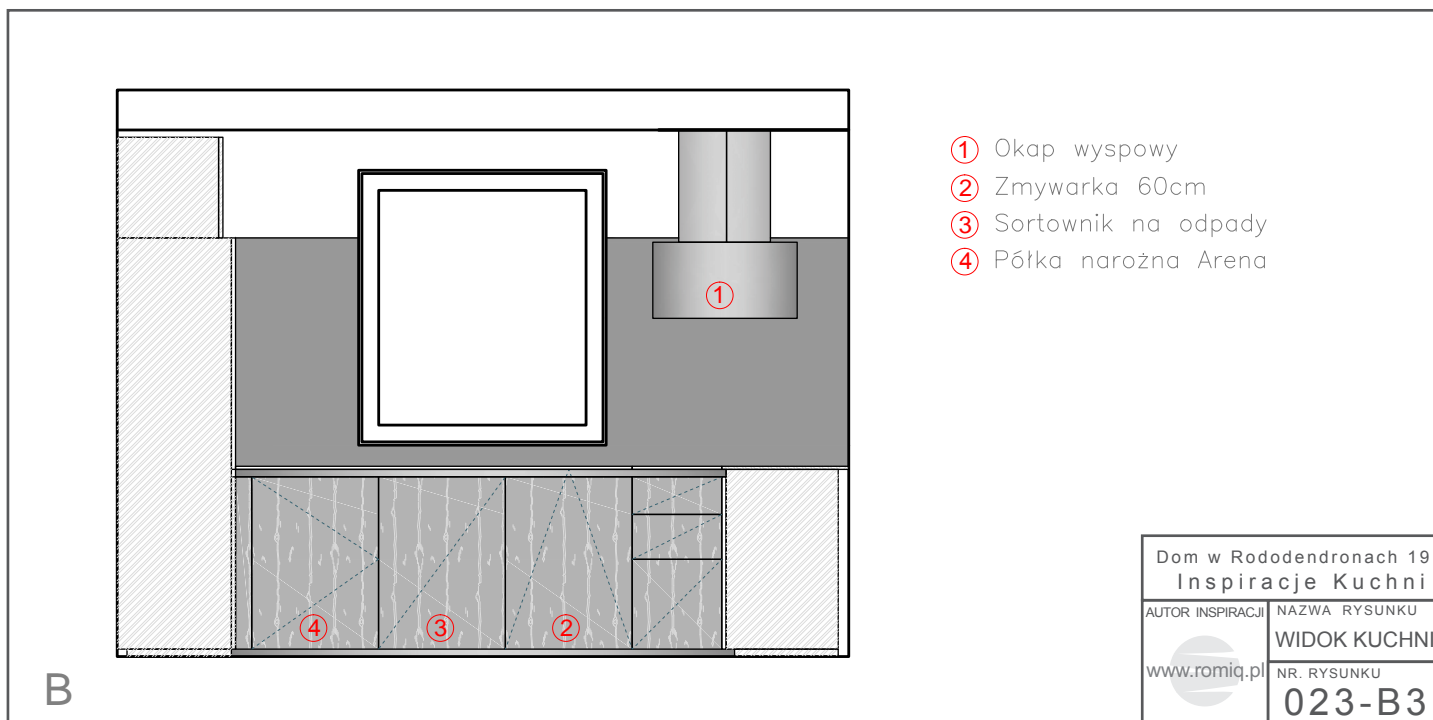 1 Okap wyspowy
2 Zmywarka 60cm
3 Sortownik na odpady
4 Półka narożna Arena
1
4
3
2
B
Dom w Rododendronach 19
Inspiracje Kuchni
AUTOR INSPIRACJI
www.romiq.pl
NAZWA RYSUNKU
WIDOK KUCHNI
NR. RYSUNKU
023-B3